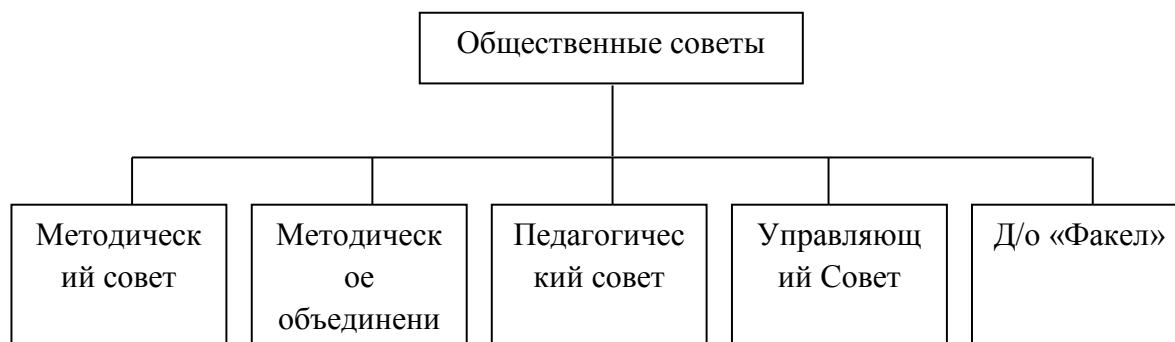 Общественные советы
Методическ
ий совет
Методическ
ое
объединени
Педагогичес
кий совет
Управляющ
ий Совет
Д/о «Факел»